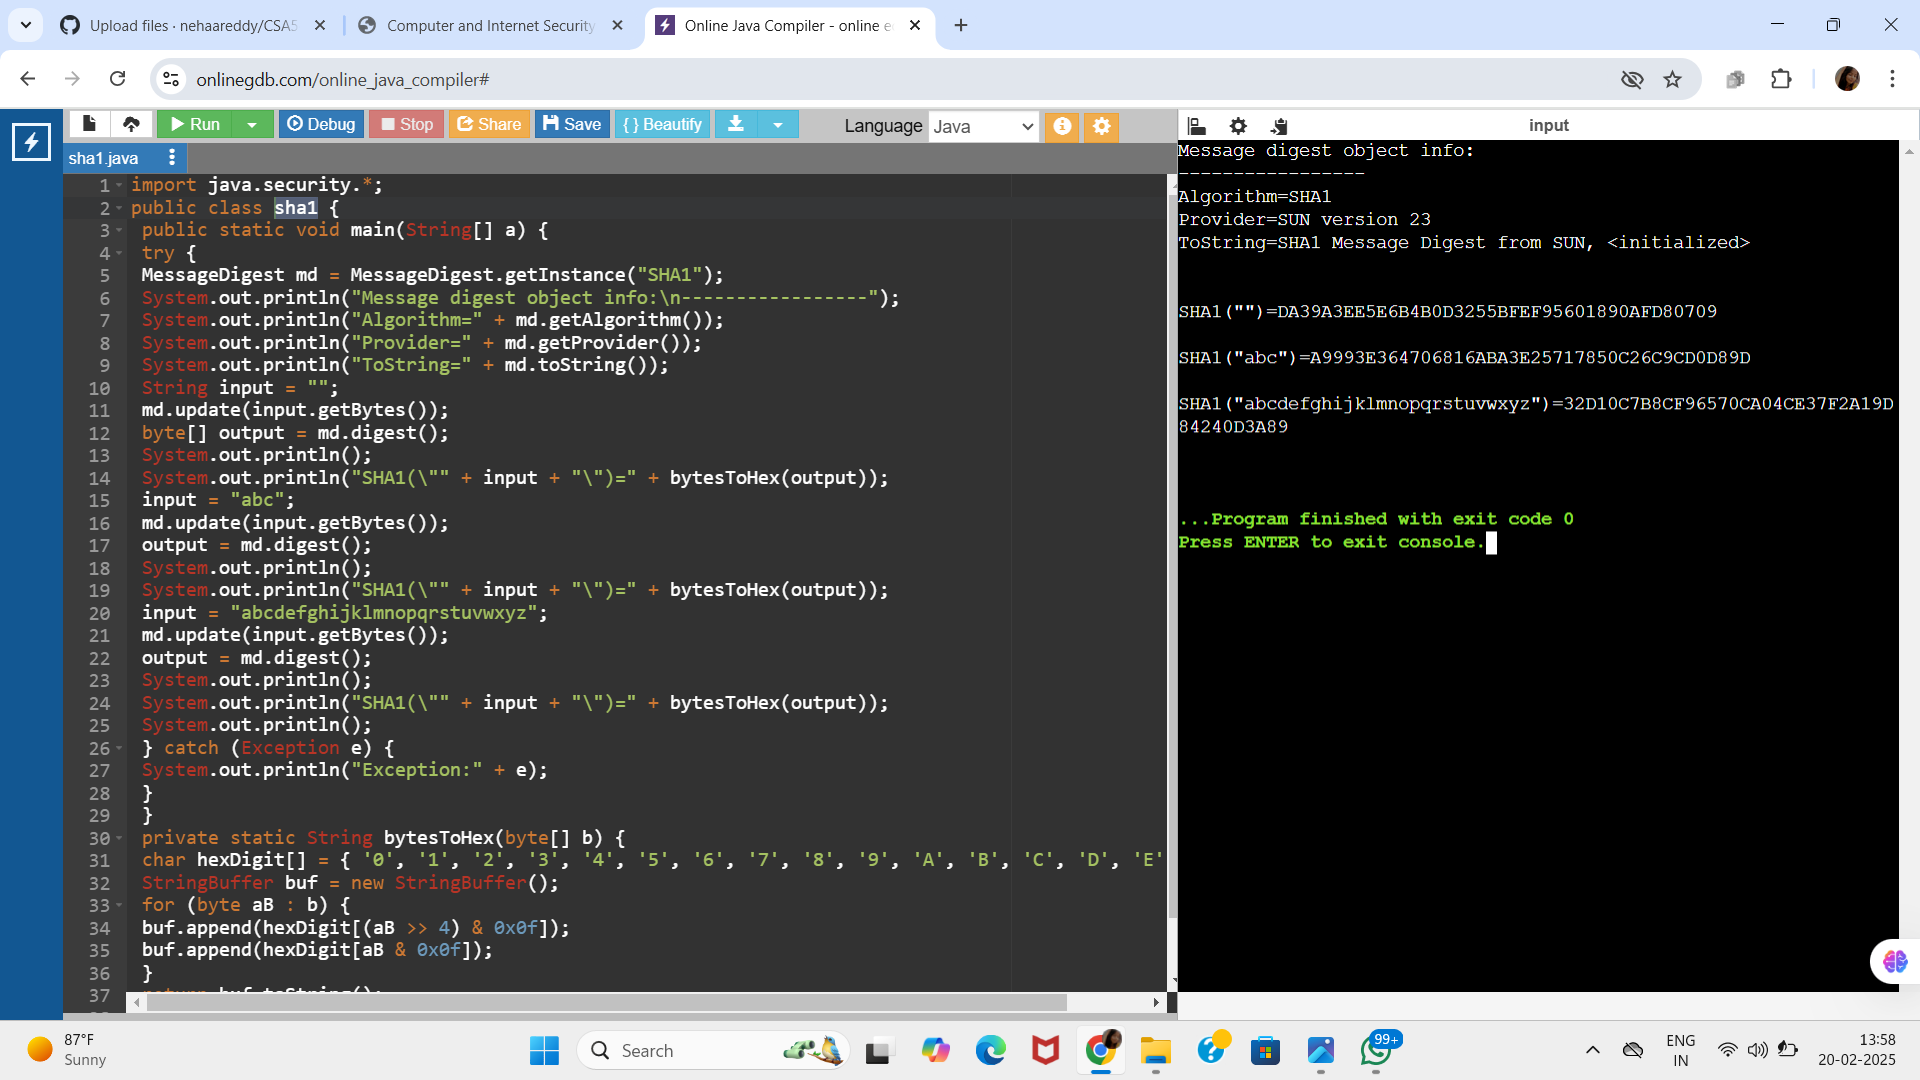 Upload files · nehaareddy/CSA5
Computer and Internet Security
Online Java Compiler - online e
onlinegdb.com/online_java_compiler#
Run Debug Stop Share Save { } Beautify Language Java input
sha1.java
1 import java.security.*;
2 public class sha1 {
3 public static void main(String[] a) {
4 try {
5 MessageDigest md = MessageDigest.getInstance("SHA1");
6 System.out.println("Message digest object info:\n-----------------");
7 System.out.println("Algorithm=" + md.getAlgorithm());
8 System.out.println("Provider=" + md.getProvider());
9 System.out.println("ToString=" + md.toString());
10 String input = "";
11 md.update(input.getBytes());
12 byte[] output = md.digest();
13 System.out.println();
14 System.out.println("SHA1(\"" + input + "\")=" + bytesToHex(output));
15 input = "abc";
16 md.update(input.getBytes());
17 output = md.digest();
18 System.out.println();
19 System.out.println("SHA1(\"" + input + "\")=" + bytesToHex(output));
20 input = "abcdefghijklmnopqrstuvwxyz";
21 md.update(input.getBytes());
22 output = md.digest();
23 System.out.println();
24 System.out.println("SHA1(\"" + input + "\")=" + bytesToHex(output));
25 System.out.println();
26 } catch (Exception e) {
27 System.out.println("Exception:" + e);
28 }
29 }
30 private static String bytesToHex(byte[] b) {
31 char hexDigit[] = { '0', '1', '2', '3', '4', '5', '6', '7', '8', '9', 'A', 'B', 'C', 'D', 'E'
32 StringBuffer buf = new StringBuffer();
33 for (byte aB : b) {
34 buf.append(hexDigit[(aB >> 4) & 0x0f]);
35 buf.append(hexDigit[aB & 0x0f]);
36 }
37 return buf.toString();
Message digest object info:
-----------------
Algorithm=SHA1
Provider=SUN version 23
ToString=SHA1 Message Digest from SUN, <initialized>
SHA1("")=DA39A3EE5E6B4B0D3255BFEF95601890AFD80709
SHA1("abc")=A9993E364706816ABA3E25717850C26C9CD0D89D
SHA1("abcdefghijklmnopqrstuvwxyz")=32D10C7B8CF96570CA04CE37F2A19D
84240D3A89
...Program finished with exit code 0
Press ENTER to exit console.
87°F
Sunny
Search
99+
ENG
IN
13:58
20-02-2025